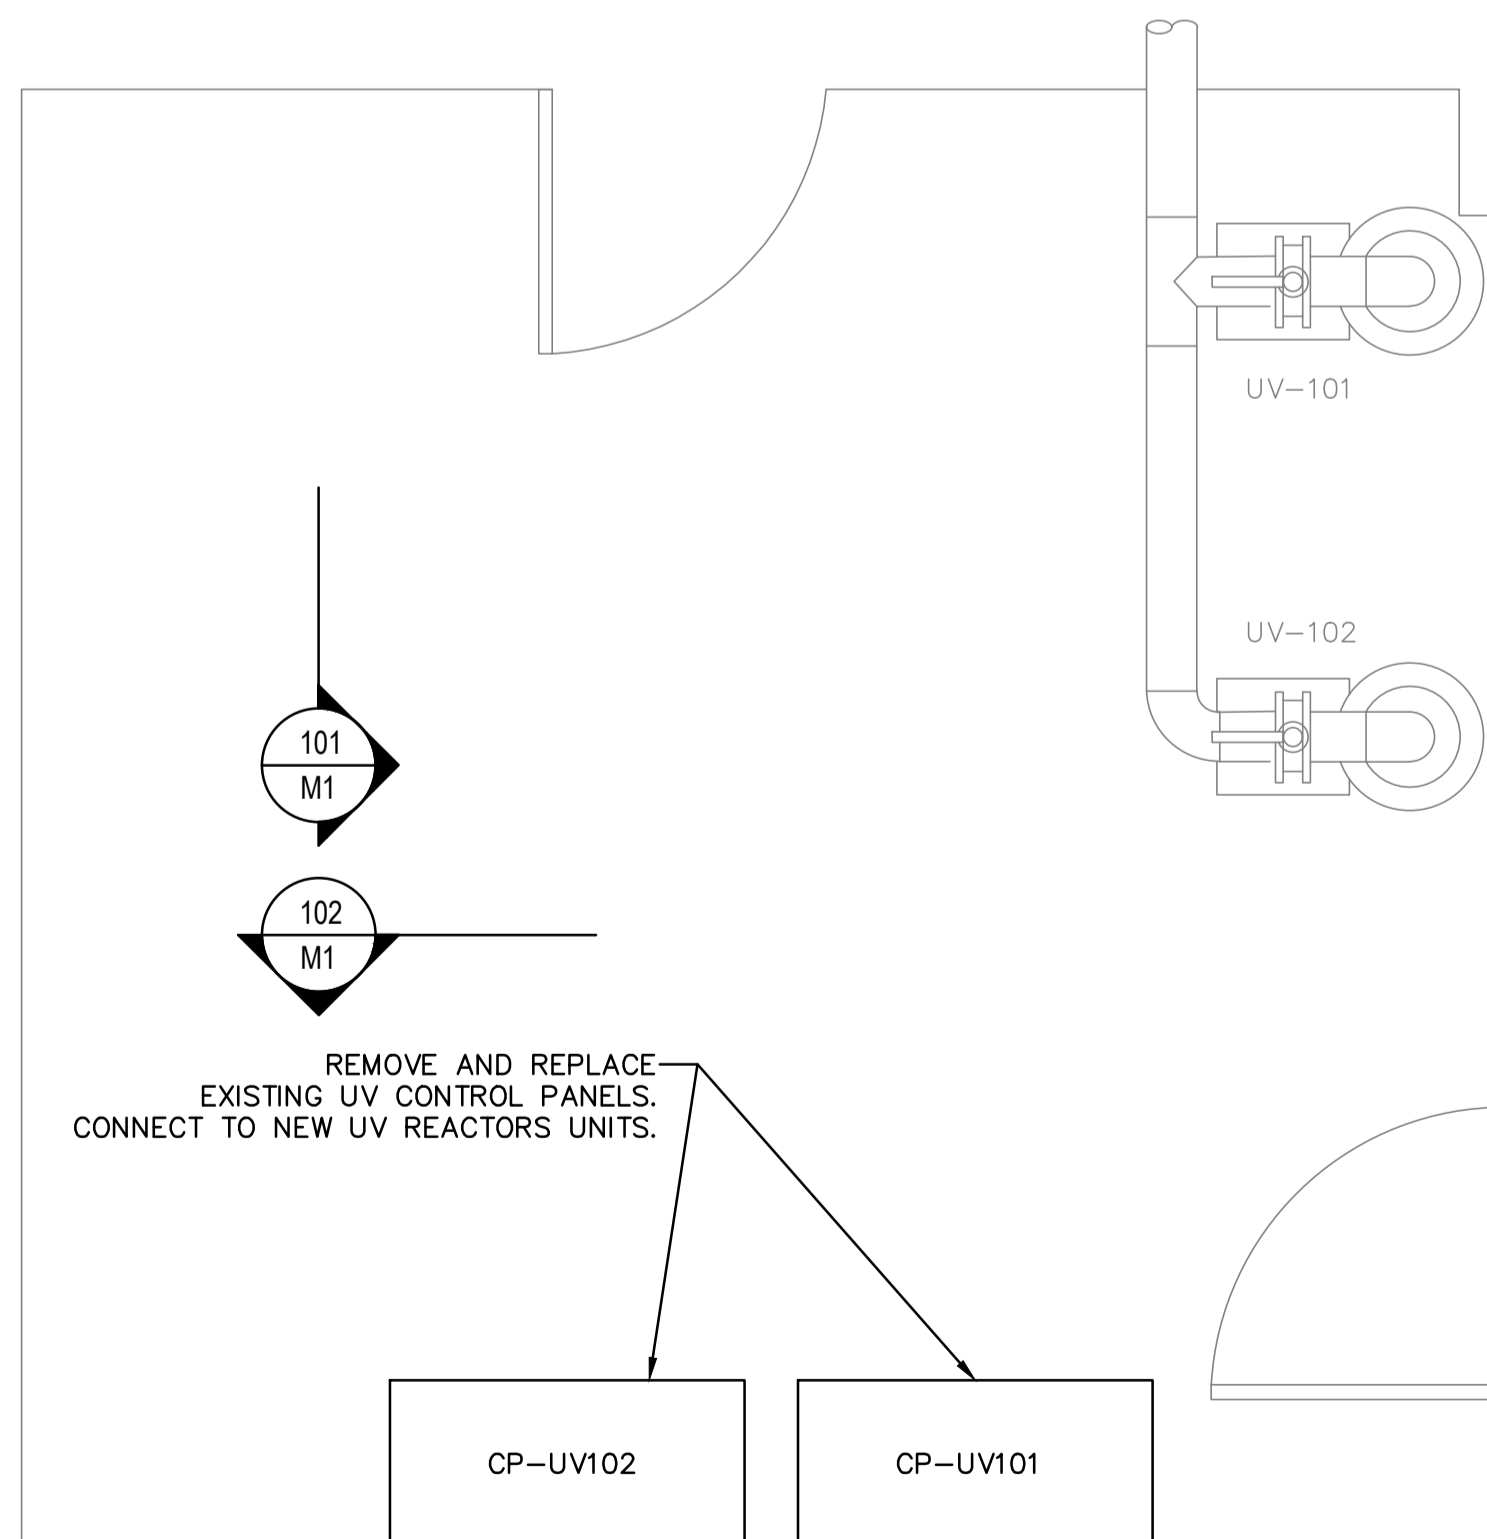 UV-101
UV-102
101
M1
102
M1
REMOVE AND REPLACE
EXISTING UV CONTROL PANELS.
CONNECT TO NEW UV REACTORS UNITS.
CP-UV102
CP-UV101